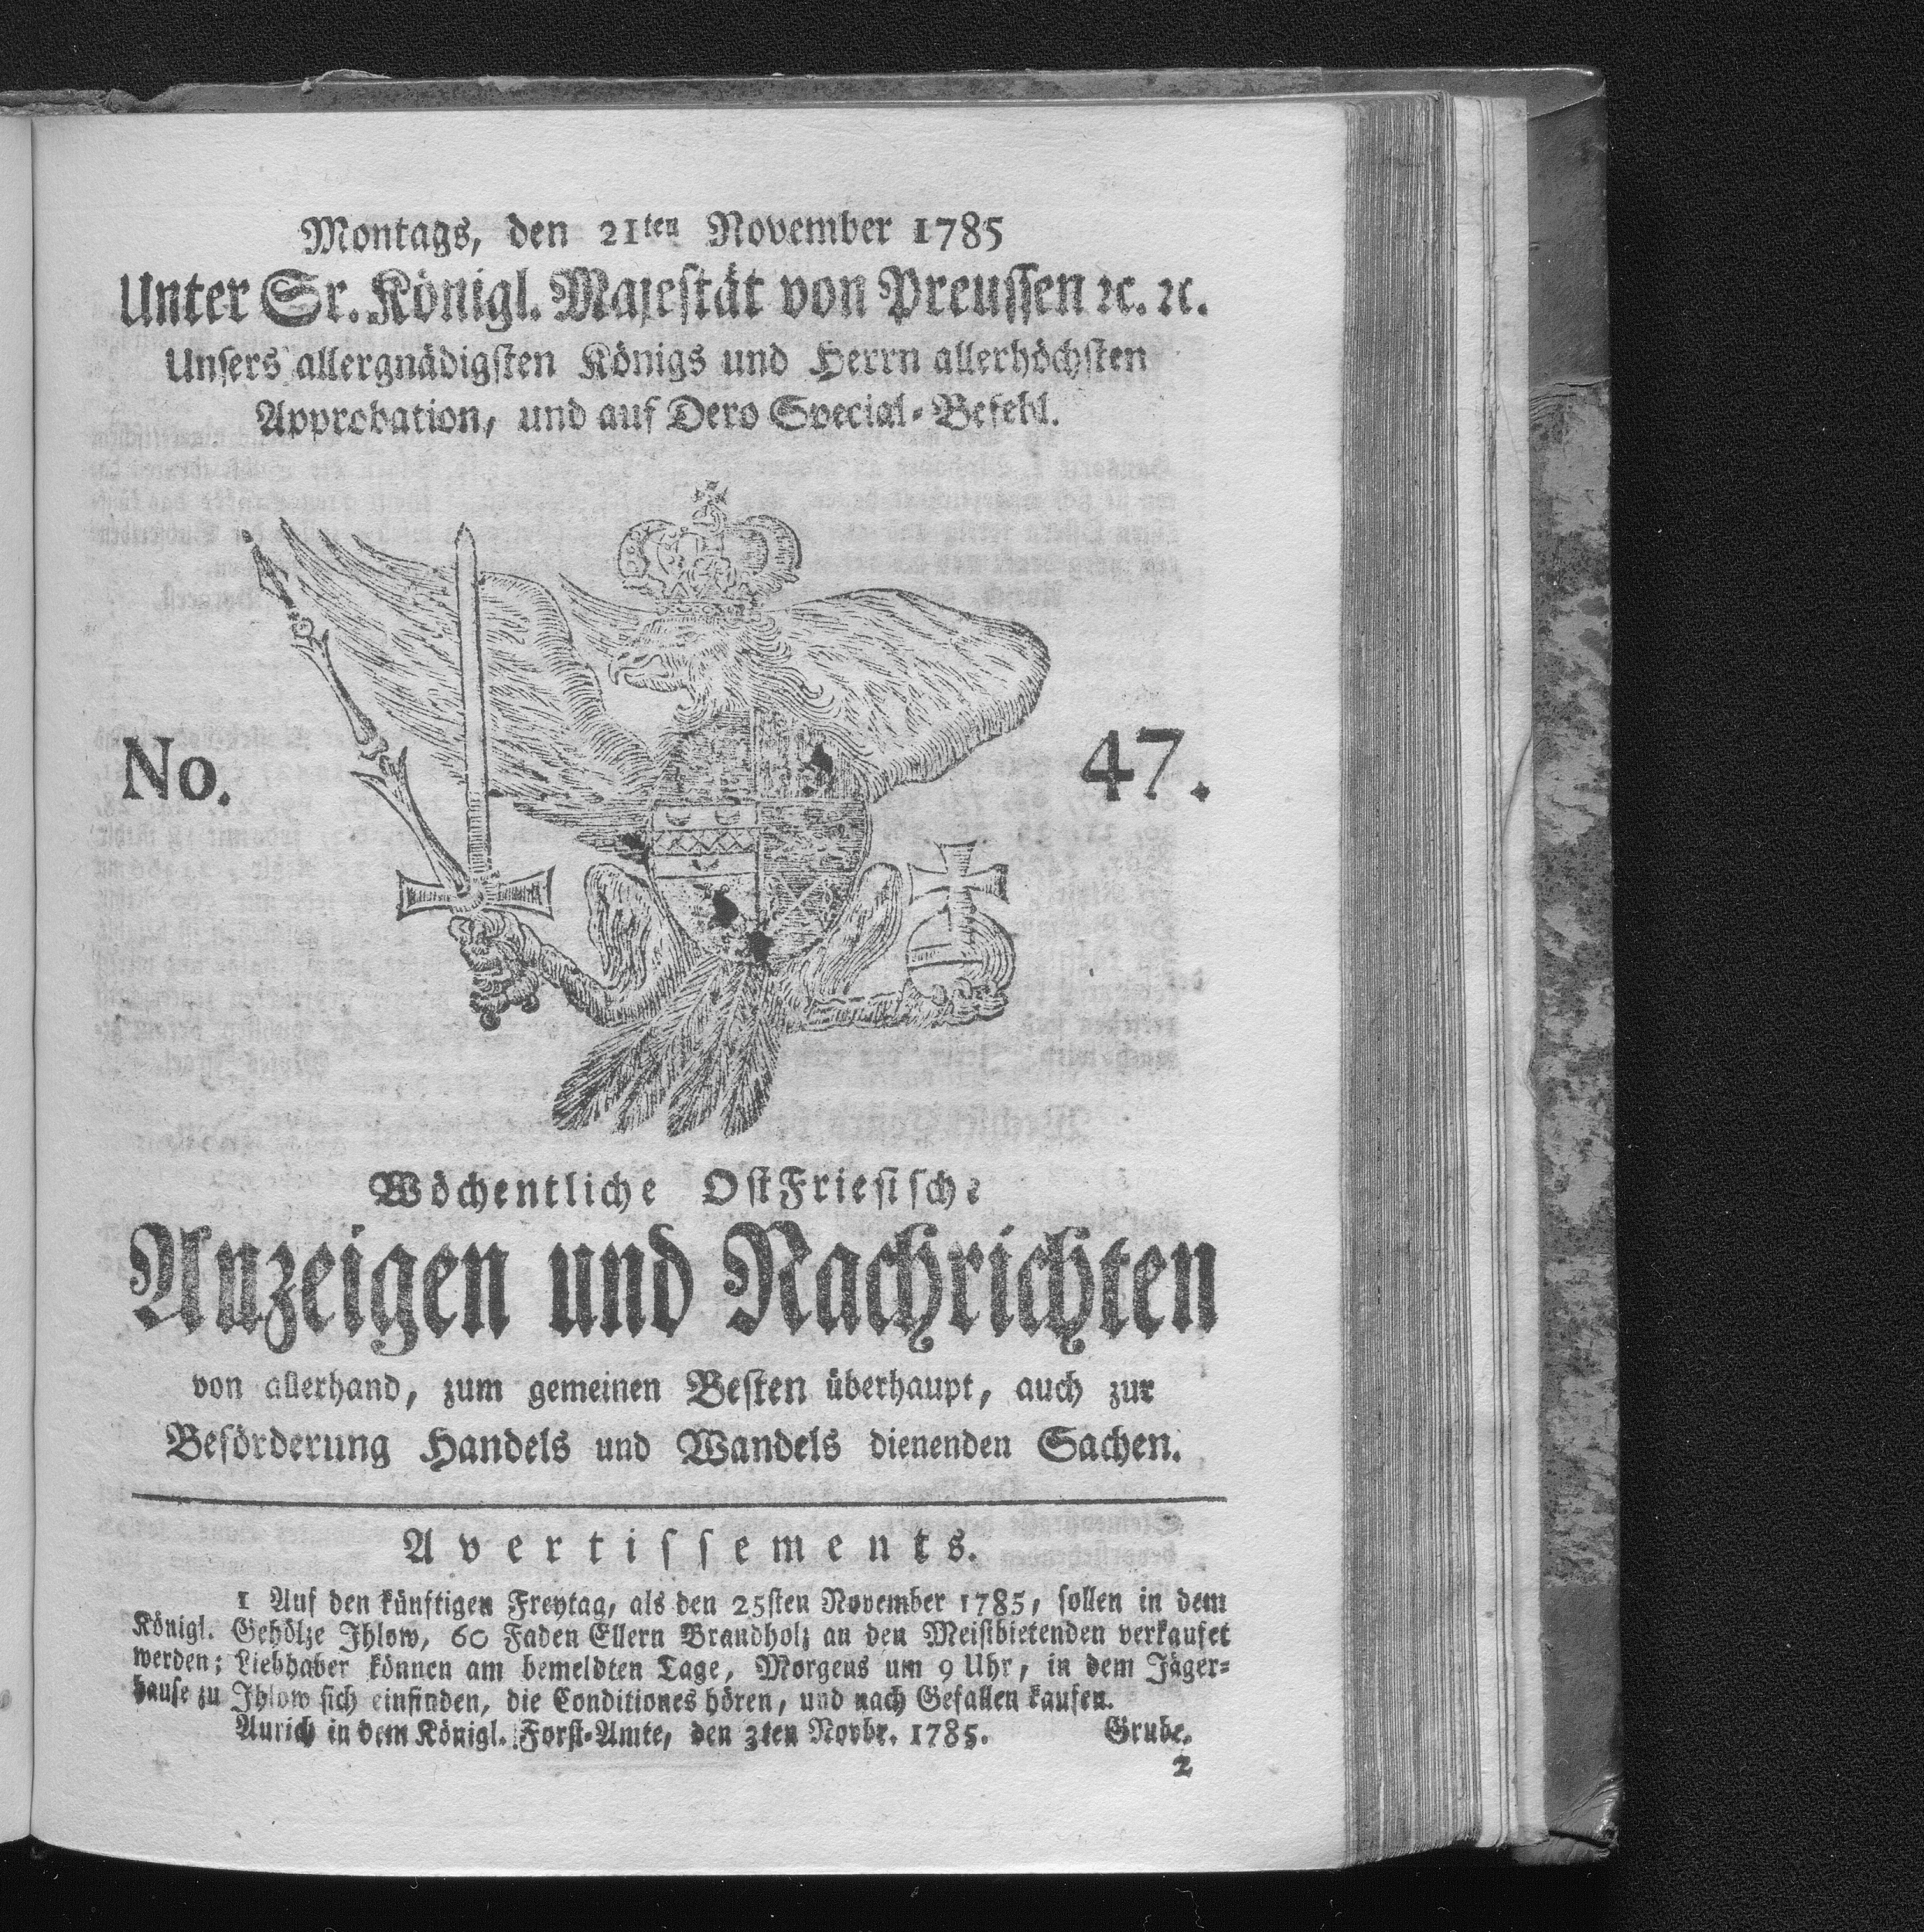 Montags, den 21ten November 1785
Unter Sr. Königl. Majestät von Preussen ꝛc. ꝛc.
Unsers allergnädigsten Königs und Herrn allerhöchsten
Approbation, und auf Dero Special-Befehl.
No. 47.
Wöchentliche OstFriesische
Anzeigen und Nachrichten
von allerhand, zum gemeinen Besten überhaupt, auch zur
Beförderung Handels und Wandels dienenden Sachen.
Avertissements.
1 Auf den künftigen Freytag, als den 25sten November 1785, sollen in dem
Königl. Gehölze Ihlow, 60 Faden Ellern Brandholz an den Meistbietenden verkaufet
werden; Liebhaber können am bemeldten Tage, Morgens um 9 Uhr, in dem Jäger-
hause zu Ihlow sich einfinden, die Conditiones hören, und nach Gefallen kaufen.
Aurich in dem Königl. Forst-Amte, den 3ten Novbr. 1785. Grube.
2